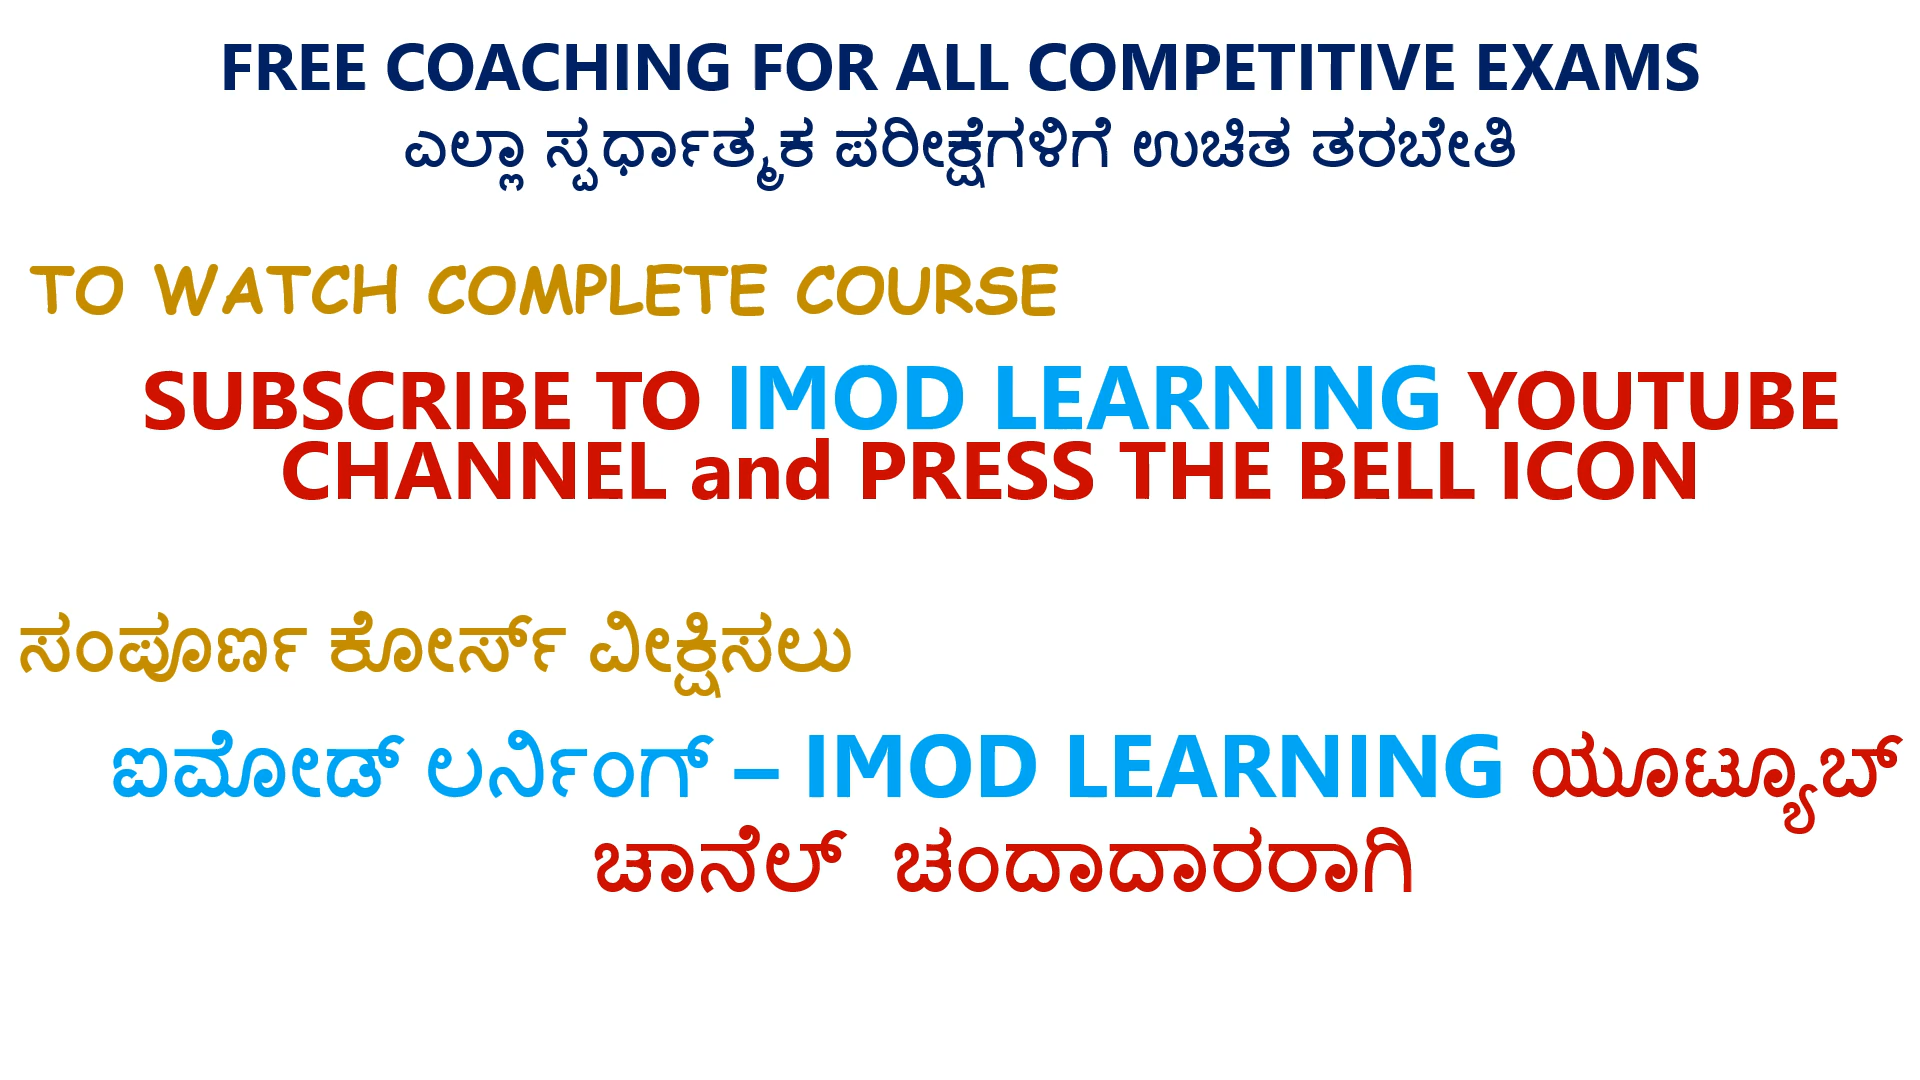 FREE COACHING FOR ALL COMPETITIVE EXAMS
ಎಲ್ಲಾ ಸ್ಪರ್ಧಾತ್ಮಕ ಪರೀಕ್ಷೆಗಳಿಗೆ ಉಚಿತ ತರಬೇತಿ
TO WATCH COMPLETE COURSE
SUBSCRIBE TO IMOD LEARNING YOUTUBE
CHANNEL and PRESS THE BELL ICON
ಸಂಪೂರ್ಣ ಕೋರ್ಸ್ ವೀಕ್ಷಿಸಲು
ಐಮೋಡ್ ಲರ್ನಿಂಗ್ – IMOD LEARNING ಯೂಟ್ಯೂಬ್
ಚಾನೆಲ್ ಚಂದಾದಾರರಾಗಿ